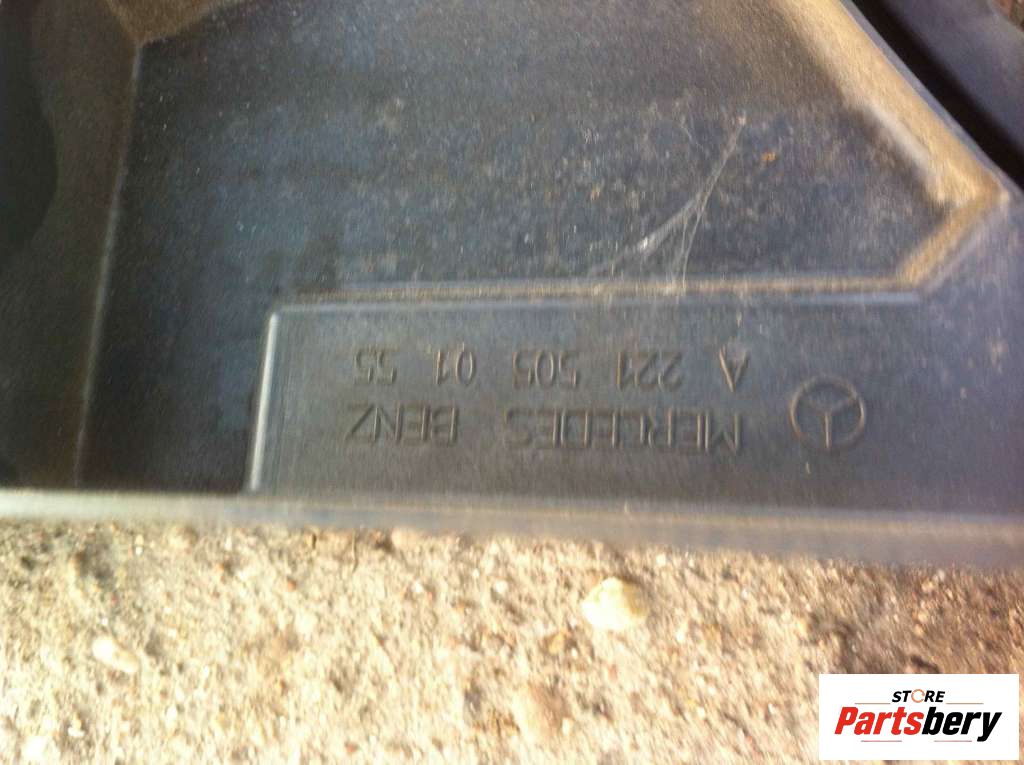 MERCEDES BENZ
A 221 505 01 55
STORE
Partsbery